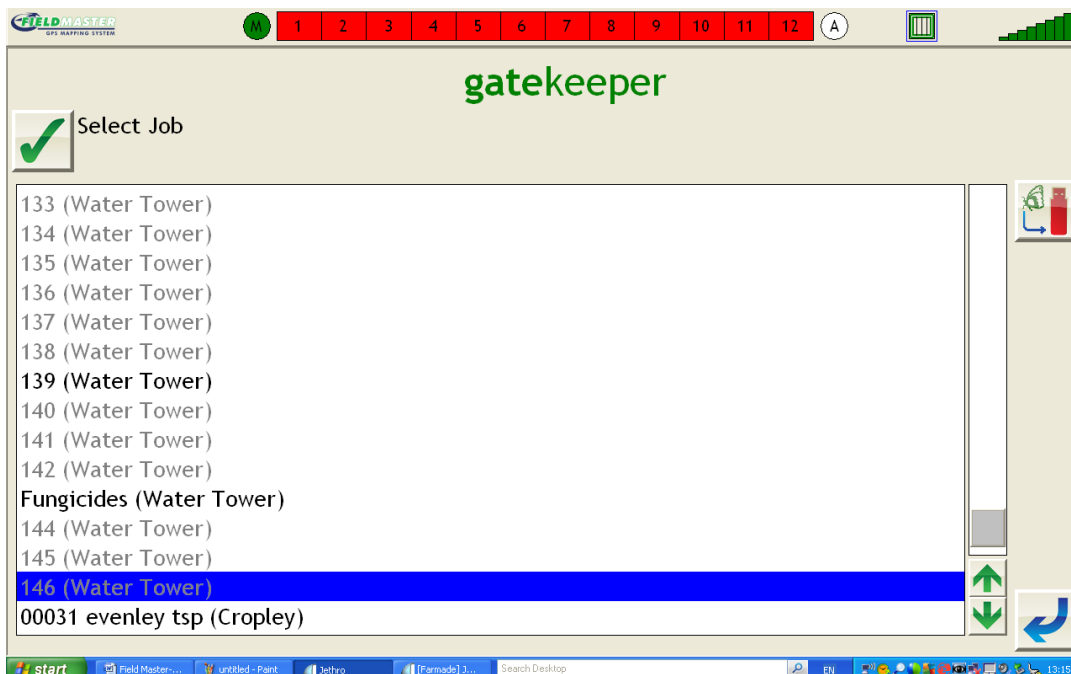 FIELDMASTER
GPS MAPPING SYSTEM
M 1 2 3 4 5 6 7 8 9 10 11 12 A
gatekeeper
Select Job
133 (Water Tower)
134 (Water Tower)
135 (Water Tower)
136 (Water Tower)
137 (Water Tower)
138 (Water Tower)
139 (Water Tower)
140 (Water Tower)
141 (Water Tower)
142 (Water Tower)
Fungicides (Water Tower)
144 (Water Tower)
145 (Water Tower)
146 (Water Tower)
00031 evenley tsp (Cropley)
start Field Master-... untitled - Paint Jethro [Farmade] J... Search Desktop EN 13:15